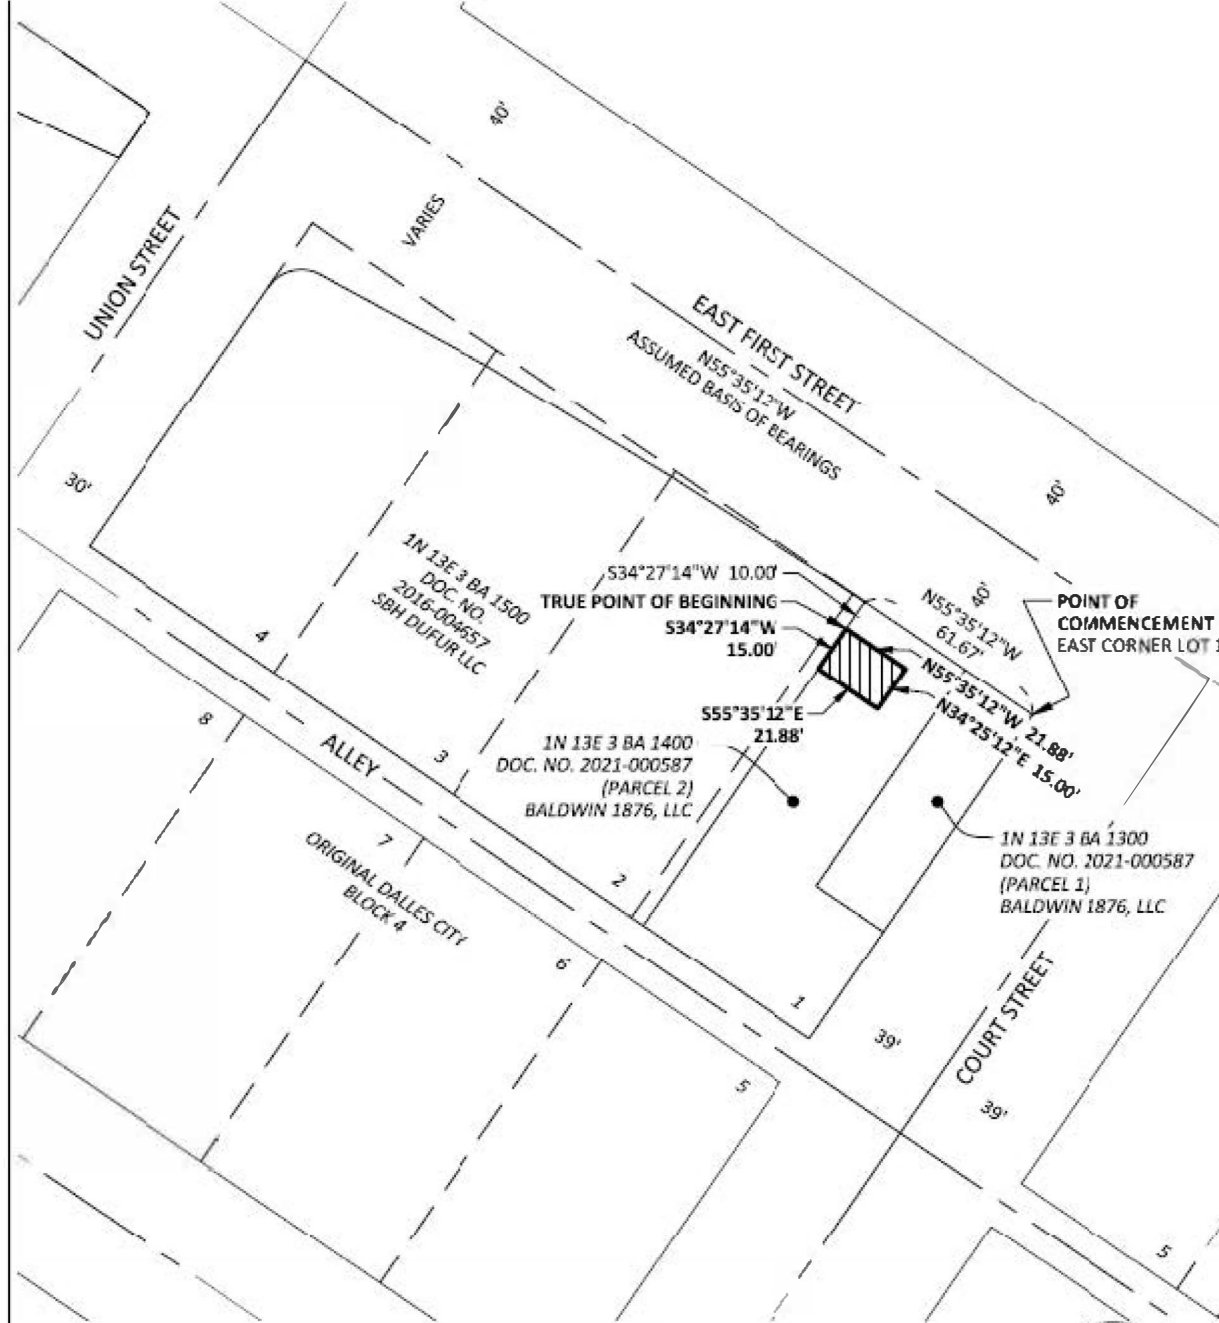 40'
VARIES
UNION STREET
EAST FIRST STREET
N55°35'12"W
ASSUMED BASIS OF BEARINGS
30'
40'
1N 13E 3 BA 1500
DOC. NO.
2016-004657
SBH DUFUR LLC
S34°27'14"W 10.00'
TRUE POINT OF BEGINNING
S34°27'14"W
15.00'
40'
N55°35'12"W
61.67'
POINT OF
COMMENCEMENT
EAST CORNER LOT 1
N55°35'12"W 21.88'
N34°25'12"E 15.00'
S55°35'12"E
21.88'
1N 13E 3 BA 1400
DOC. NO. 2021-000587
(PARCEL 2)
BALDWIN 1876, LLC
1N 13E 3 BA 1300
DOC. NO. 2021-000587
(PARCEL 1)
BALDWIN 1876, LLC
4
3
2
1
8
ALLEY
7
6
5
ORIGINAL DALLES CITY
BLOCK 4
39'
COURT STREET
39'
5